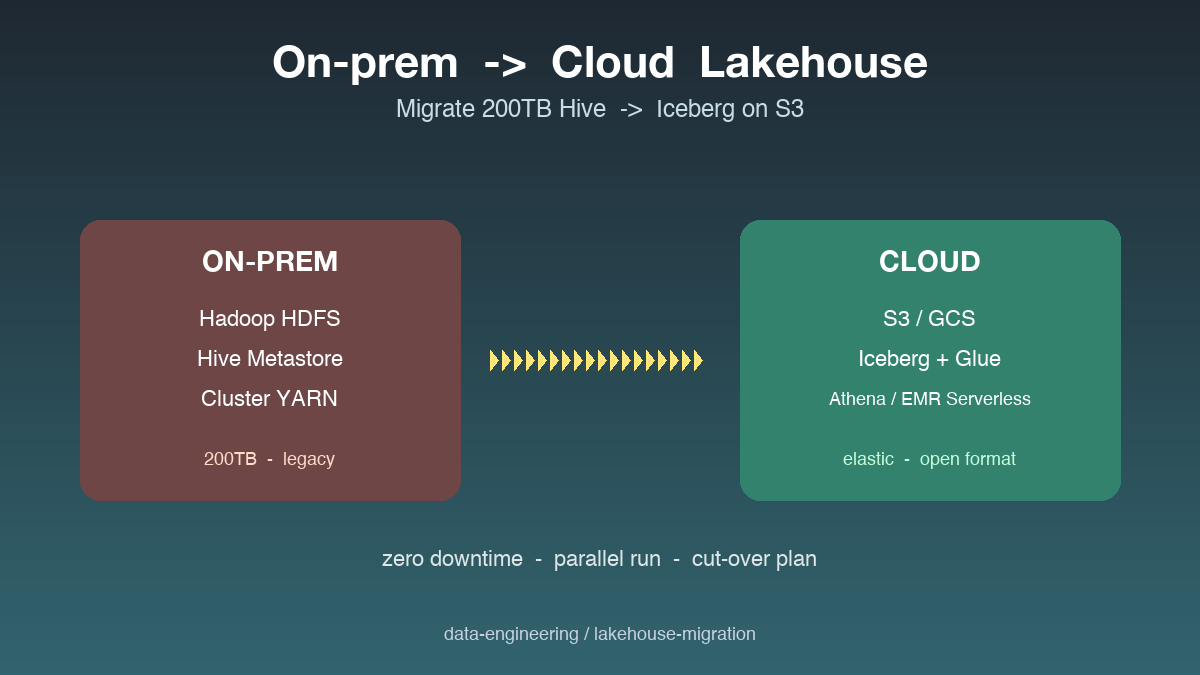 On-prem -> Cloud Lakehouse
Migrate 200TB Hive -> Iceberg on S3
ON-PREM
Hadoop HDFS
Hive Metastore
Cluster YARN
200TB - legacy
CLOUD
S3 / GCS
Iceberg + Glue
Athena / EMR Serverless
elastic - open format
zero downtime - parallel run - cut-over plan
data-engineering / lakehouse-migration